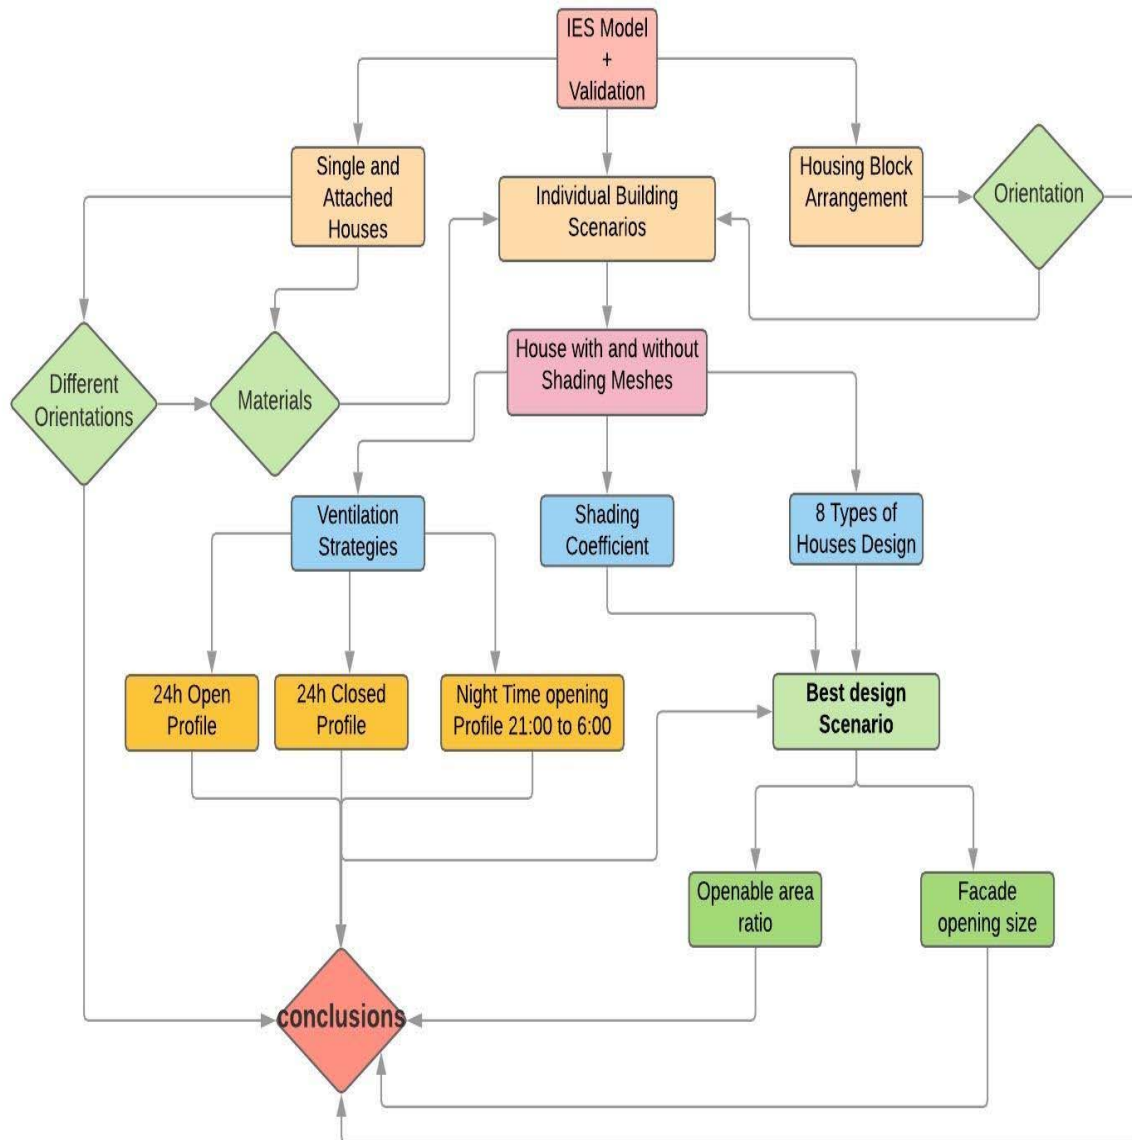 IES Model
+
Validation
Single and
Attached
Houses
Individual Building
Scenarios
Housing Block
Arrangement
Orientation
Different
Orientations
Materials
House with and without
Shading Meshes
Ventilation
Strategies
Shading
Coefficient
8 Types of
Houses Design
24h Open
Profile
24h Closed
Profile
Night Time opening
Profile 21:00 to 6:00
Best design
Scenario
Openable area
ratio
Facade
opening size
conclusions